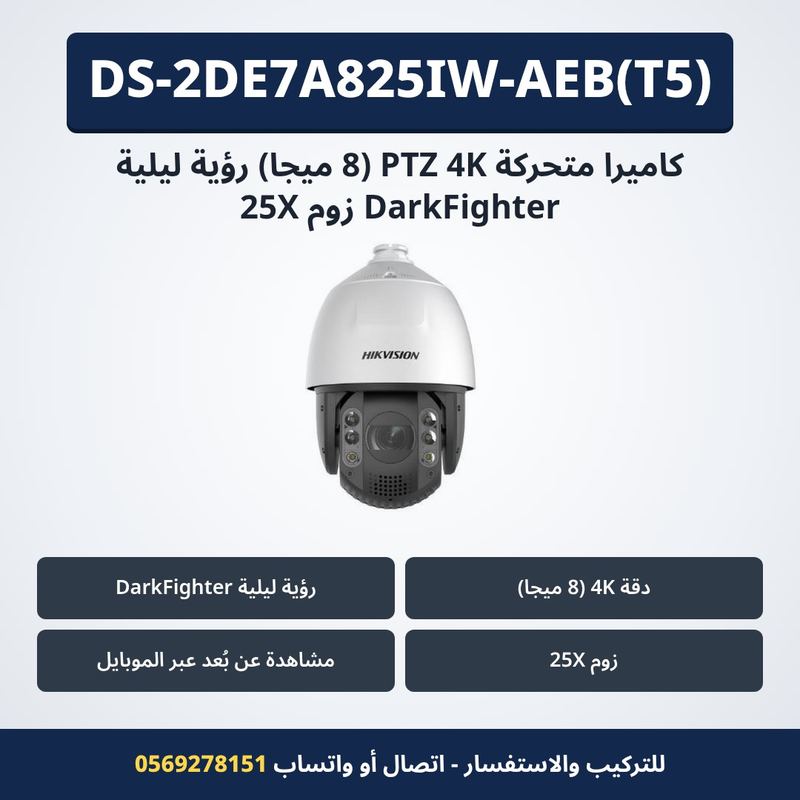 DS-2DE7A825IW-AEB(T5)
كاميرا متحركة PTZ 4K (8 ميجا) رؤية ليلية
DarkFighter زوم 25X
HIKVISION
دقة 4K (8 ميجا)
رؤية ليلية DarkFighter
زوم 25X
مشاهدة عن بُعد عبر الموبايل
للتركيب والاستفسار - اتصال أو واتساب 0569278151